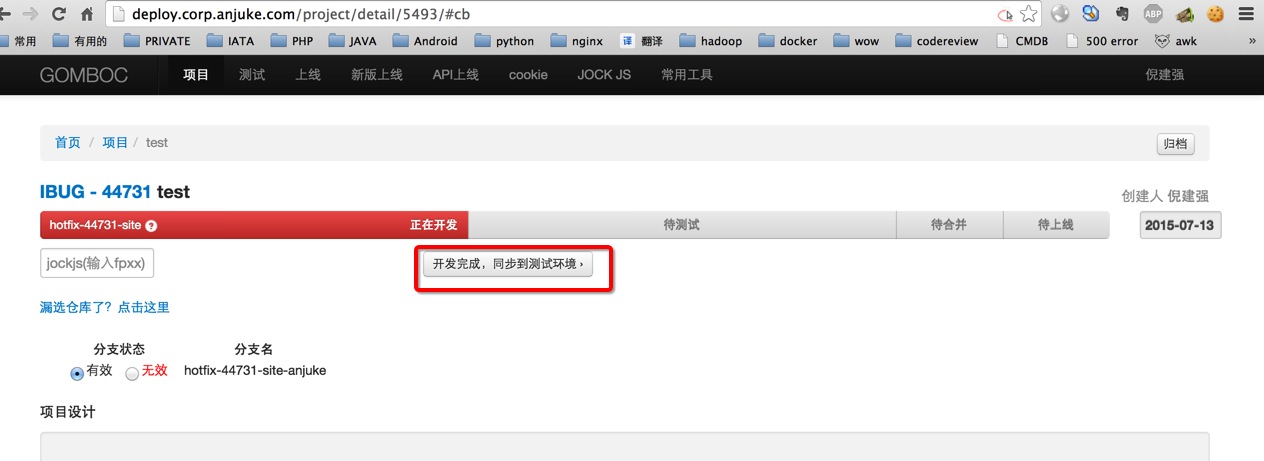 deploy.corp.anjuke.com/project/detail/5493/#cb
ABP
常用 有用的 PRIVATE IATA PHP JAVA Android python nginx 译 翻译 hadoop docker wow codereview CMDB 500 error awk »
GOMBOC 项目 测试 上线 新版上线 API上线 cookie JOCK JS 常用工具 倪建强
首页 / 项目 / test 归档
IBUG - 44731 test 创建人 倪建强
hotfix-44731-site ? 正在开发 待测试 待合并 待上线 2015-07-13
jockjs(输入fpxx) 开发完成，同步到测试环境 ›
漏选仓库了？点击这里
分支状态 分支名
有效 无效 hotfix-44731-site-anjuke
项目设计